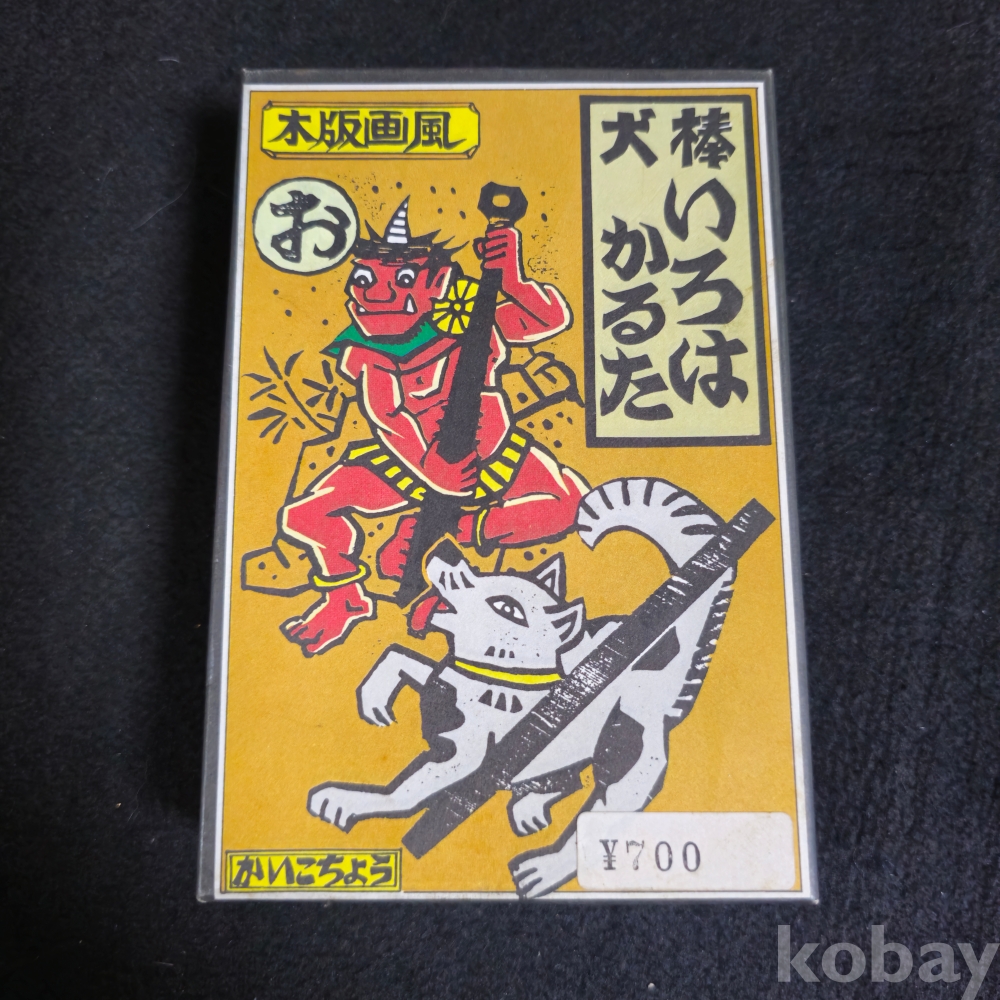 木版画風
お
犬棒いろは
かるた
かいこちょう
¥700
kobay